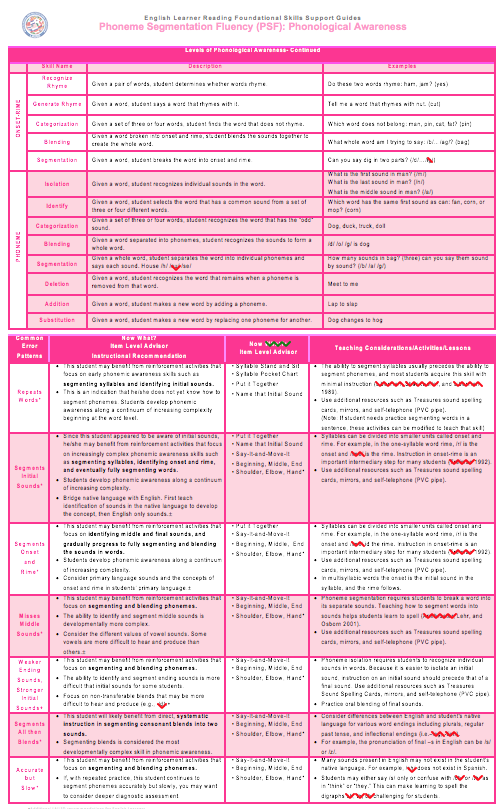 English Learner Reading Foundational Skills Support Guides
Phoneme Segmentation Fluency (PSF): Phonological Awareness
Levels of Phonological Awareness- Continued
Skill Name Description Examples
ONSET-RIME
Recognize Rhyme Given a pair of words, student determines whether words rhyme. Do these two words rhyme: ham, jam? (yes)
Generate Rhyme Given a word, student says a word that rhymes with it. Tell me a word that rhymes with nut. (cut)
Categorization Given a set of three or four words, student finds the word that does not rhyme. Which word does not belong, man, pin, cat, fat? (pin)
Blending Given a word broken into onset and rime, student blends the sounds together to
create the whole word. What whole word am I trying to say: /b/... /ag/? (bag)
Segmentation Given a word, student breaks the word into onset and rime. Can you say dig in two parts? (/d/...
PHONEME
Isolation Given a word, student recognizes individual sounds in the word.
What is the first sound in man? (/m/)
What is the last sound in man? (/n/)
What is the middle sound in man? (/a/)
Identify Given a word, student selects the word that has a common sound from a set of
three or four different words.
Which word has the same first sound as can: fan, corn, or
mop? (corn)
Categorization Given a set of three or four words, student recognizes the word that has the "odd"
sound. Dog, duck, truck, doll
Blending Given a word separated into phonemes, student recognizes the sounds to form a
whole word. /d/ /o/ /g/ is dog
Segmentation Given a whole word, student separates the word into individual phonemes and
says each sound. House /h/
How many sounds in bag? (three) can you say them sound
by sound? (/b/ /a/ /g/)
Deletion Given a word, student recognizes the word that remains when a phoneme is
removed from that word. Meet to me
Addition Given a word, student makes a new word by adding a phoneme. Lap to slap
Substitution Given a word, student makes a new word by replacing one phoneme for another. Dog changes to hog
Common Error Patterns
Now What?
Item Level Advisor
Instructional Recommendation
Now
Item Level Advisor
Teaching Considerations/Activities/Lessons
Repeats Words*
• This student may benefit from reinforcement activities that
focus on early phonemic awareness skills such as
segmenting syllables and identifying initial sounds.
• This is an indication that he/she does not yet know how to
segment phonemes. Students develop phonemic
awareness along a continuum of increasing complexity
beginning at the word level.
• Syllable Stand and Sit
• Syllable Pocket Chart
• Put it Together
• Name that Initial Sound
• The ability to segment syllables usually precedes the ability to
segment phonemes, and most students acquire this skill with
minimal instruction
1989).
• Use additional resources such as Treasures sound spelling
cards, mirrors, and self-telephone [PVC pipe].
(Note: If student needs practice segmenting words in a
sentence, these activities can be modified to teach that skill)
Segments Initial Sounds*
• Since this student appeared to be aware of initial sounds,
he/she may benefit from reinforcement activities that focus
on increasingly complex phonemic awareness skills such
as segmenting syllables, identifying onset and rime,
and eventually fully segmenting words.
• Students develop phonemic awareness along a continuum
of increasing complexity.
• Bridge native language with English. First teach
identification of sounds in the native language to develop
the concept, then English only sounds.±
• Put it Together
• Name that Initial Sound
• Say-It-and-Move-It
• Beginning, Middle, End
• Shoulder, Elbow, Hand*
• Syllables can be divided into smaller units called onset and
rime. For example, in the one-syllable word rime, /r/ is the
onset and is the rime. Instruction in onset-rime is an
important intermediary step for many students 1992).
• Use additional resources such as Treasures sound spelling
cards, mirrors, and self-telephone [PVC pipe].
Segments Onset and Rime*
• This student may benefit from reinforcement activities that
focus on identifying middle and final sounds, and
gradually progress to fully segmenting and blending
the sounds in words.
• Students develop phonemic awareness along a continuum
of increasing complexity.
• Consider primary language sounds and the concepts of
onset and rime in students' primary language.±
• Put it Together
• Say-It-and-Move-It
• Beginning, Middle, End
• Shoulder, Elbow, Hand*
• Syllables can be divided into smaller units called onset and
rime. For example, in the one-syllable word rime, /r/ is the
onset and is the rime. Instruction in onset-rime is an
important intermediary step for many students 1992).
• Use additional resources such as Treasures sound spelling
cards, mirrors, and self-telephone [PVC pipe].
• In multisyllabic words the onset is the initial sound in the
syllable, and the rime follows.
Misses Middle Sounds*
• This student may benefit from reinforcement activities that
focus on segmenting and blending phonemes.
• The ability to identify and segment middle sounds is
developmentally more complex.
• Consider the different values of vowel sounds. Some
vowels are more difficult to hear and produce than
others.±
• Say-It-and-Move-It
• Beginning, Middle, End
• Shoulder, Elbow, Hand*
• Phoneme segmentation requires students to break a word into
its separate sounds. Teaching how to segment words into
sounds helps students learn to spell Lehr, and
Osborn 2001).
• Use additional resources such as Treasures sound spelling
cards, mirrors, and self-telephone [PVC pipe].
Weaker Ending Sounds, Stronger Initial Sounds*
• This student may benefit from reinforcement activities that
focus on segmenting and blending phonemes.
• The ability to identify and segment ending sounds is more
difficult that initial sounds for some students.
• Focus on non-transferable blends that may be more
difficult to hear and produce (e.g.,
• Say-It-and-Move-It
• Beginning, Middle, End
• Shoulder, Elbow, Hand*
• Phoneme isolation requires students to recognize individual
sounds in words. Because it is easier to isolate an initial
sound, instruction on an initial sound should precede that of a
final sound. Use additional resources such as Treasures
Sound Spelling Cards, mirrors, and self-telephone (PVC pipe)
• Practice oral blending of final sounds.
Segments All then Blends*
• This student will likely benefit from direct, systematic
instruction in segmenting consonant blends into two
sounds.
• Segmenting blends is considered the most
developmentally complex skill in phonemic awareness.
• Say-It-and-Move-It
• Beginning, Middle, End
• Shoulder, Elbow, Hand*
• Consider differences between English and student's native
language for various word endings including plurals, regular
past tense, and inflectional endings (i.e.
• For example, the pronunciation of final –s in English can be /s/
or /z/.
Accurate but Slow*
• This student may benefit from reinforcement activities that
focus on segmenting and blending phonemes.
• If, with repeated practice, this student continues to
segment phonemes accurately but slowly, you may want
to consider deeper diagnostic assessment
• Say-It-and-Move-It
• Beginning, Middle, End
• Shoulder, Elbow, Hand*
• Many sounds present in English may not exist in the student's
native language. For example, does not exist in Spanish.
• Students may either say /s/ only or confuse with for as
in "think" or "they." This can make learning to spell the
digraphs challenging for students.